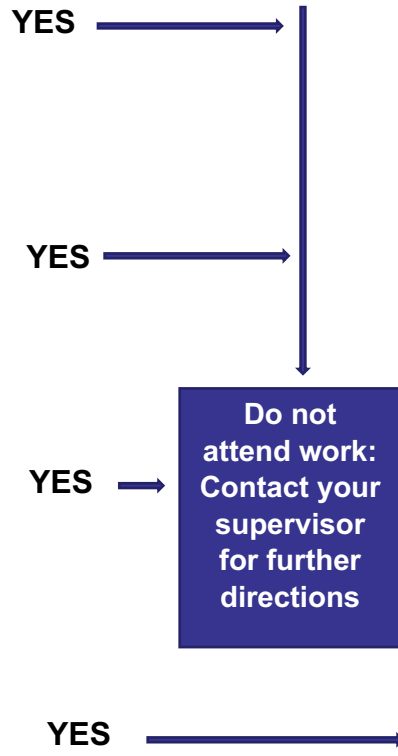 YES
YES
Do not
attend work:
Contact your
supervisor
for further
directions
YES
YES